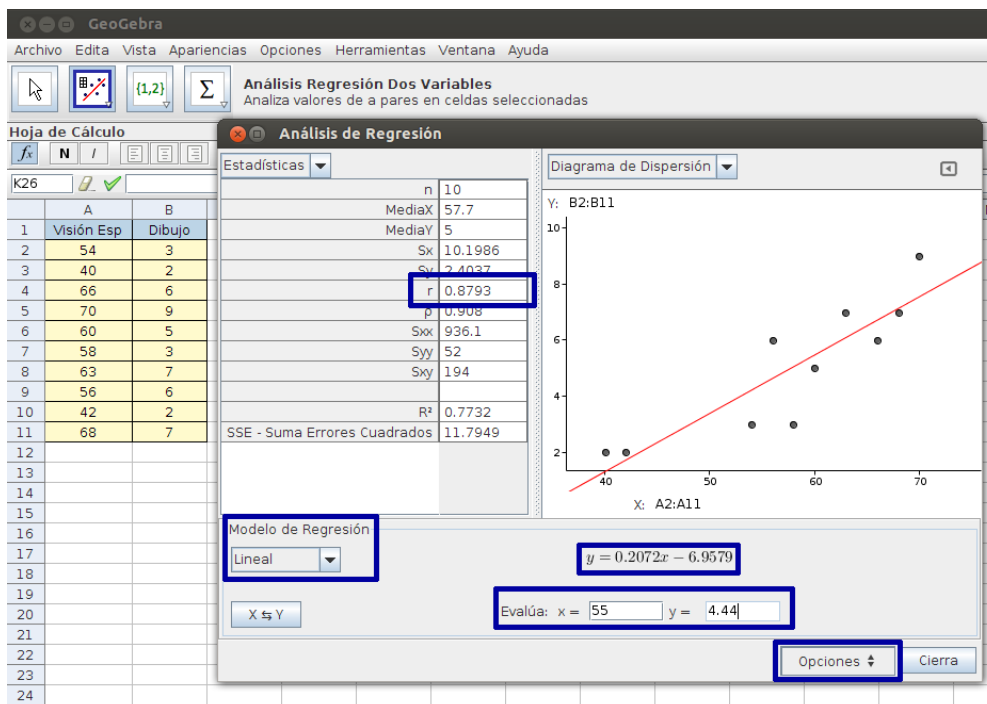 GeoGebra
Archivo Edita Vista Apariencias Opciones Herramientas Ventana Ayuda
{1,2} Σ
Análisis Regresión Dos Variables
Analiza valores de a pares en celdas seleccionadas
Hoja de Cálculo
fx N I
K26
A B
1 Visión Esp Dibujo
2 54 3
3 40 2
4 66 6
5 70 9
6 60 5
7 58 3
8 63 7
9 56 6
10 42 2
11 68 7
12
13
14
15
16
17
18
19
20
21
22
23
24
Análisis de Regresión
Estadísticas
n 10
MediaX 57.7
MediaY 5
Sx 10.1986
Sy 2.4037
r 0.8793
ρ 0.908
Sxx 936.1
Syy 52
Sxy 194
R² 0.7732
SSE - Suma Errores Cuadrados 11.7949
Diagrama de Dispersión
Y: B2:B11
10
8
6
4
2
40 50 60 70
X: A2:A11
Modelo de Regresión
Lineal
y = 0.2072x − 6.9579
X ⇆ Y
Evalúa: x = 55 y = 4.44
Opciones Cierra